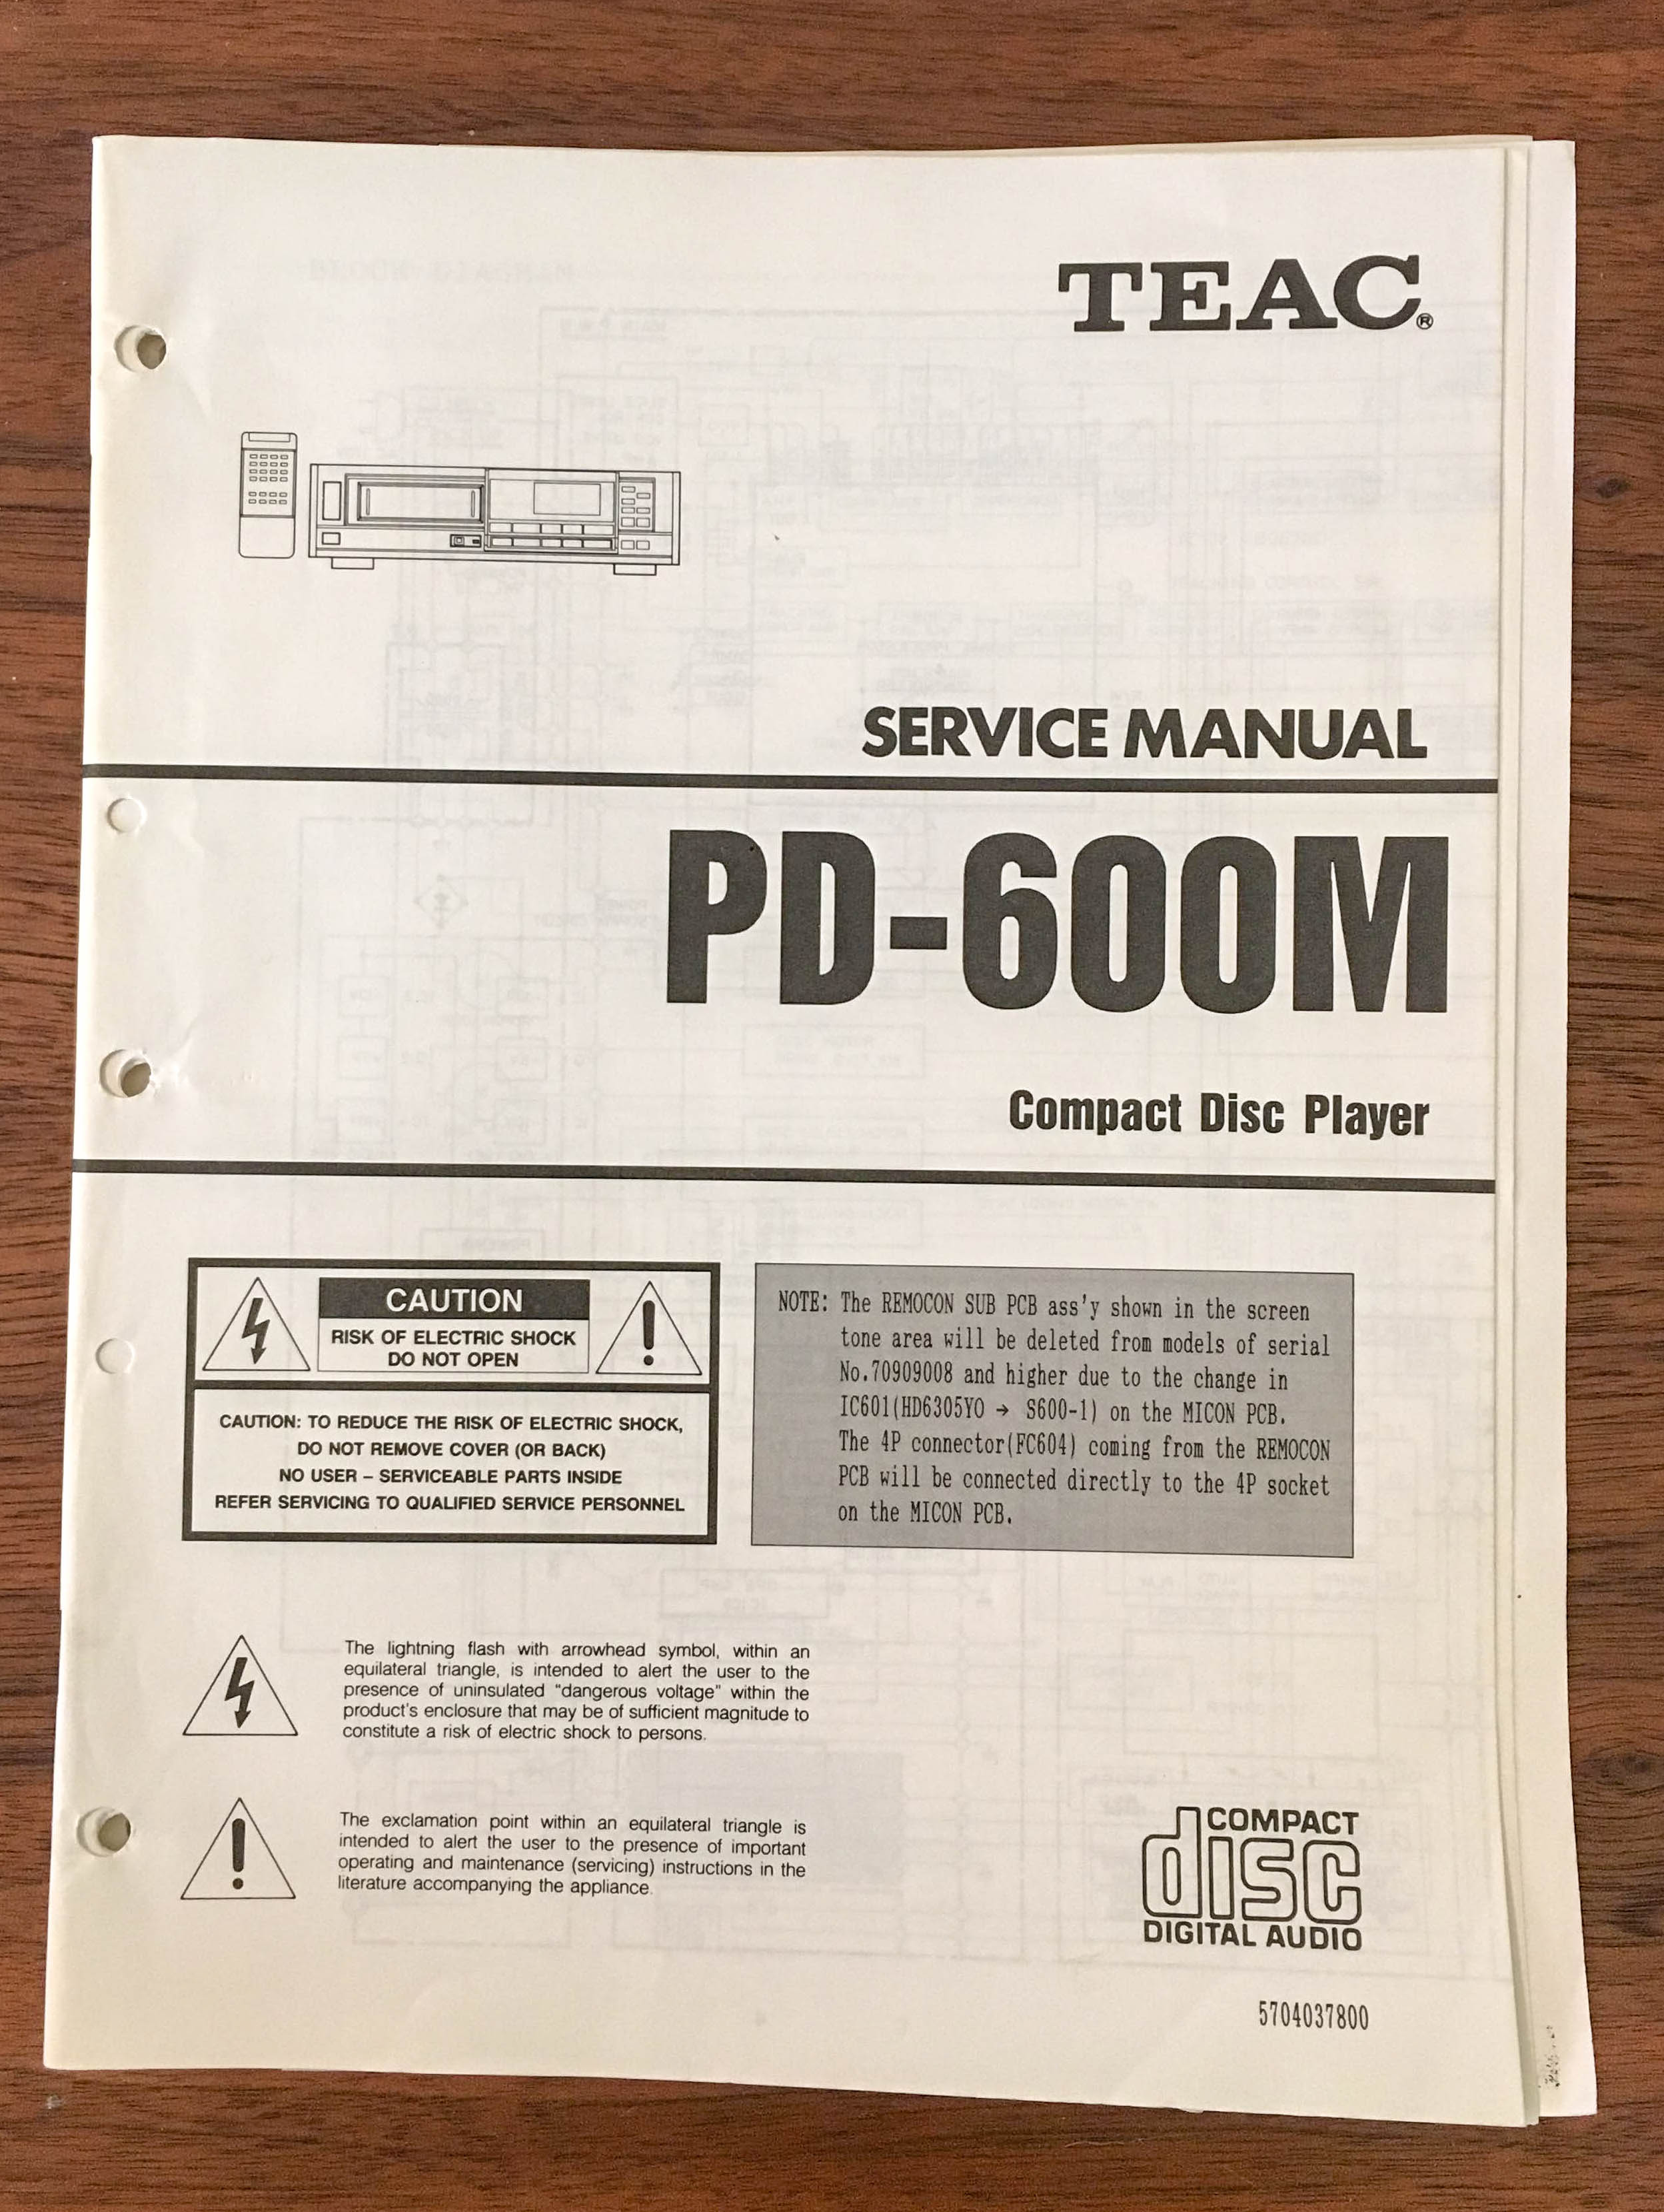 TEAC®
SERVICE MANUAL
PD-600M
Compact Disc Player
CAUTION
RISK OF ELECTRIC SHOCK
DO NOT OPEN
CAUTION: TO REDUCE THE RISK OF ELECTRIC SHOCK,
DO NOT REMOVE COVER (OR BACK)
NO USER – SERVICEABLE PARTS INSIDE
REFER SERVICING TO QUALIFIED SERVICE PERSONNEL
NOTE: The REMOCON SUB PCB ass'y shown in the screen
tone area will be deleted from models of serial
No.70909008 and higher due to the change in
IC601(HD6305Y0 → S600-1) on the MICON PCB.
The 4P connector(FC604) coming from the REMOCON
PCB will be connected directly to the 4P socket
on the MICON PCB.
The lightning flash with arrowhead symbol, within an
equilateral triangle, is intended to alert the user to the
presence of uninsulated "dangerous voltage" within the
product's enclosure that may be of sufficient magnitude to
constitute a risk of electric shock to persons.
The exclamation point within an equilateral triangle is
intended to alert the user to the presence of important
operating and maintenance (servicing) instructions in the
literature accompanying the appliance.
COMPACT
disc
DIGITAL AUDIO
5704037800